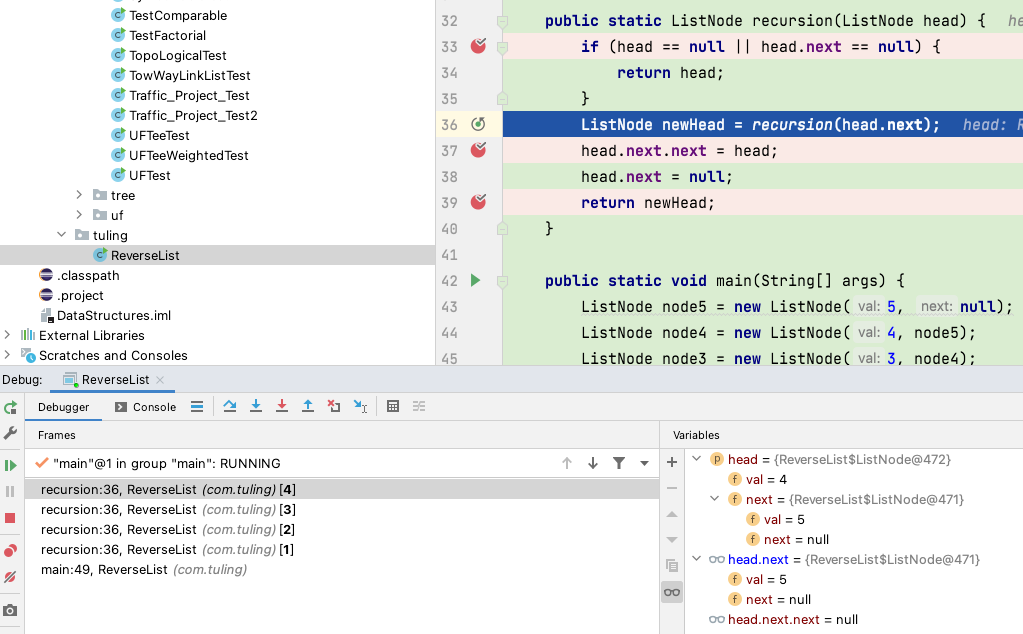 TestComparable
TestFactorial
TopoLogicalTest
TowWayLinkListTest
Traffic_Project_Test
Traffic_Project_Test2
UFTeeTest
UFTeeWeightedTest
UFTest
tree
uf
tuling
ReverseList
.classpath
.project
DataStructures.iml
External Libraries
Scratches and Consoles
32 public static ListNode recursion(ListNode head) { he
33 if (head == null || head.next == null) {
34 return head;
35 }
36 ListNode newHead = recursion(head.next); head: R
37 head.next.next = head;
38 head.next = null;
39 return newHead;
40 }
41
42 public static void main(String[] args) {
43 ListNode node5 = new ListNode( val: 5, next: null);
44 ListNode node4 = new ListNode( val: 4, node5);
45 ListNode node3 = new ListNode( val: 3, node4);
Debug: ReverseList
Debugger Console
Frames
"main"@1 in group "main": RUNNING
recursion:36, ReverseList (com.tuling) [4]
recursion:36, ReverseList (com.tuling) [3]
recursion:36, ReverseList (com.tuling) [2]
recursion:36, ReverseList (com.tuling) [1]
main:49, ReverseList (com.tuling)
Variables
head = {ReverseList$ListNode@472}
val = 4
next = {ReverseList$ListNode@471}
val = 5
next = null
head.next = {ReverseList$ListNode@471}
val = 5
next = null
head.next.next = null